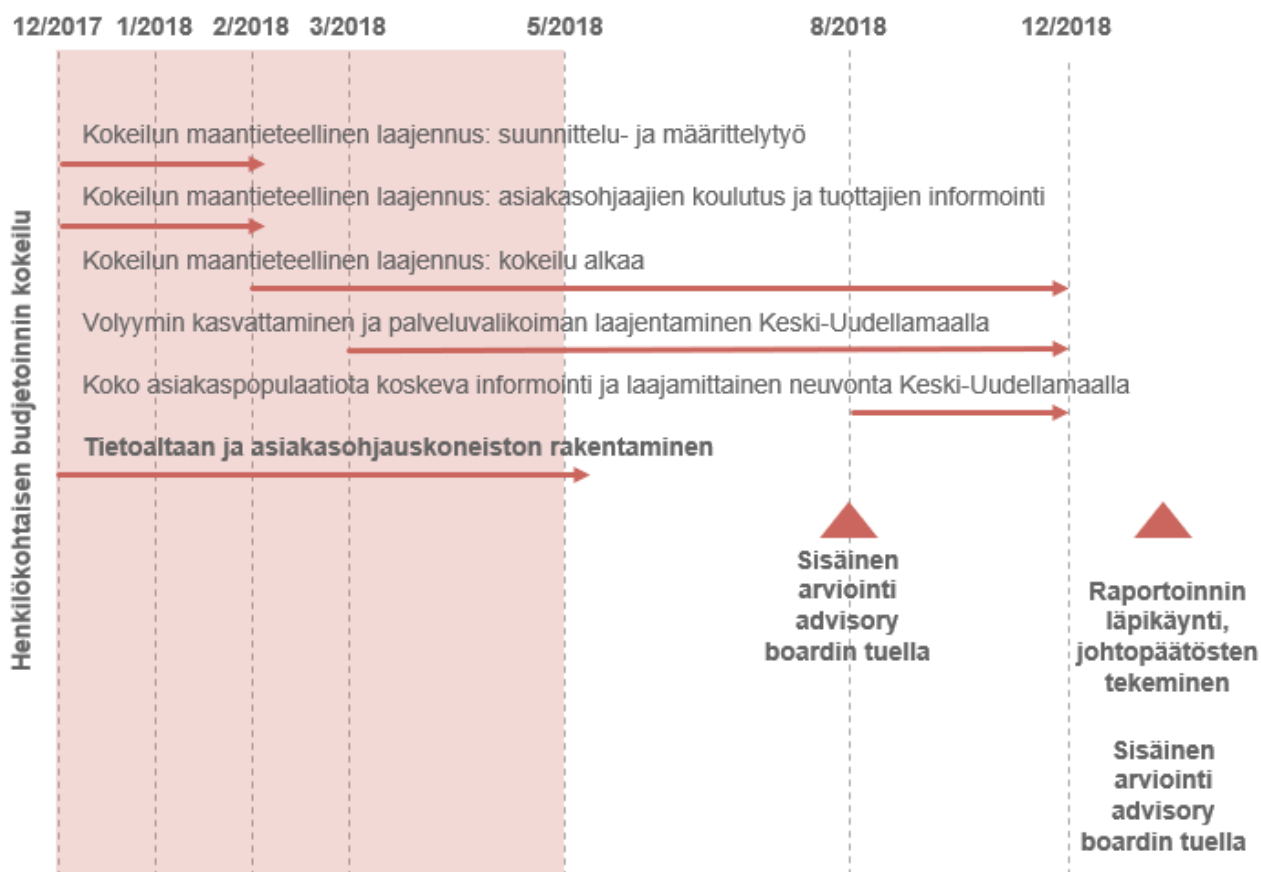 12/2017 1/2018 2/2018 3/2018 5/2018 8/2018 12/2018
Henkilökohtaisen budjetoinnin kokeilu
Kokeilun maantieteellinen laajennus: suunnittelu- ja määrittelytyö
Kokeilun maantieteellinen laajennus: asiakasohjaajien koulutus ja tuottajien informointi
Kokeilun maantieteellinen laajennus: kokeilu alkaa
Volyymin kasvattaminen ja palveluvalikoiman laajentaminen Keski-Uudellamaalla
Koko asiakaspopulaatiota koskeva informointi ja laajamittainen neuvonta Keski-Uudellamaalla
Tietoaltaan ja asiakasohjauskoneiston rakentaminen
Sisäinen
arviointi
advisory
boardin tuella
Raportoinnin
läpikäynti,
johtopäätösten
tekeminen
Sisäinen
arviointi
advisory
boardin tuella